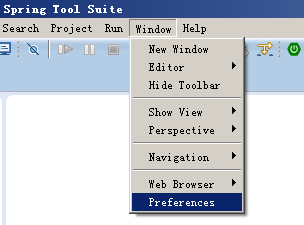 Spring Tool Suite
Search Project Run Window Help
New Window
Editor
Hide Toolbar
Show View
Perspective
Navigation
Web Browser
Preferences